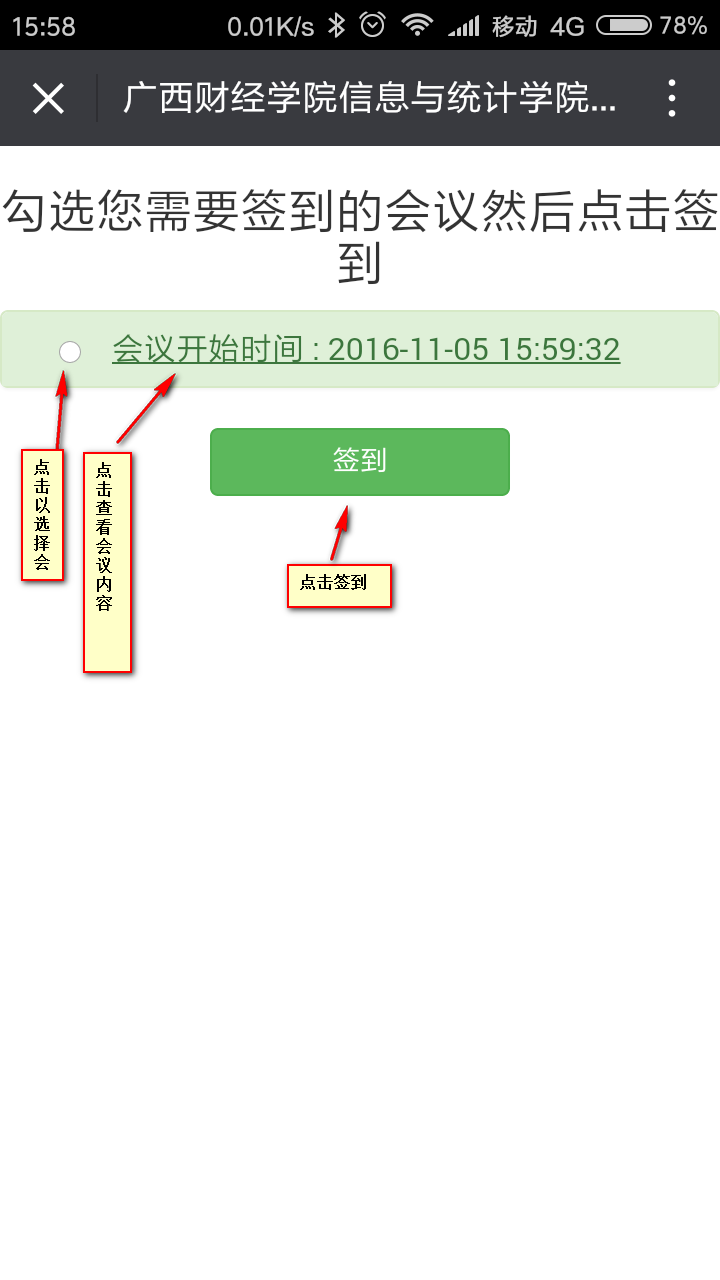 15:58 0.01K/s 移动 4G 78%
广西财经学院信息与统计学院...
勾选您需要签到的会议然后点击签
到
会议开始时间 : 2016-11-05 15:59:32
签到
点
击
以
选
择
会
点
击
查
看
会
议
内
容
点击签到